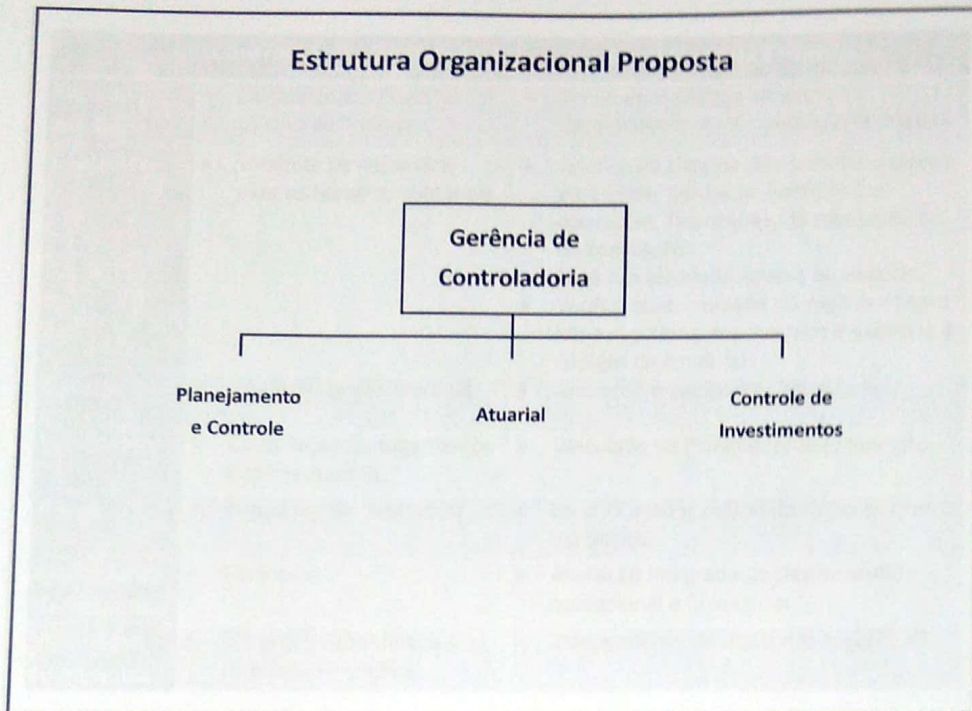 Estrutura Organizacional Proposta
Gerência de
Controladoria
Planejamento
e Controle
Atuarial
Controle de
Investimentos